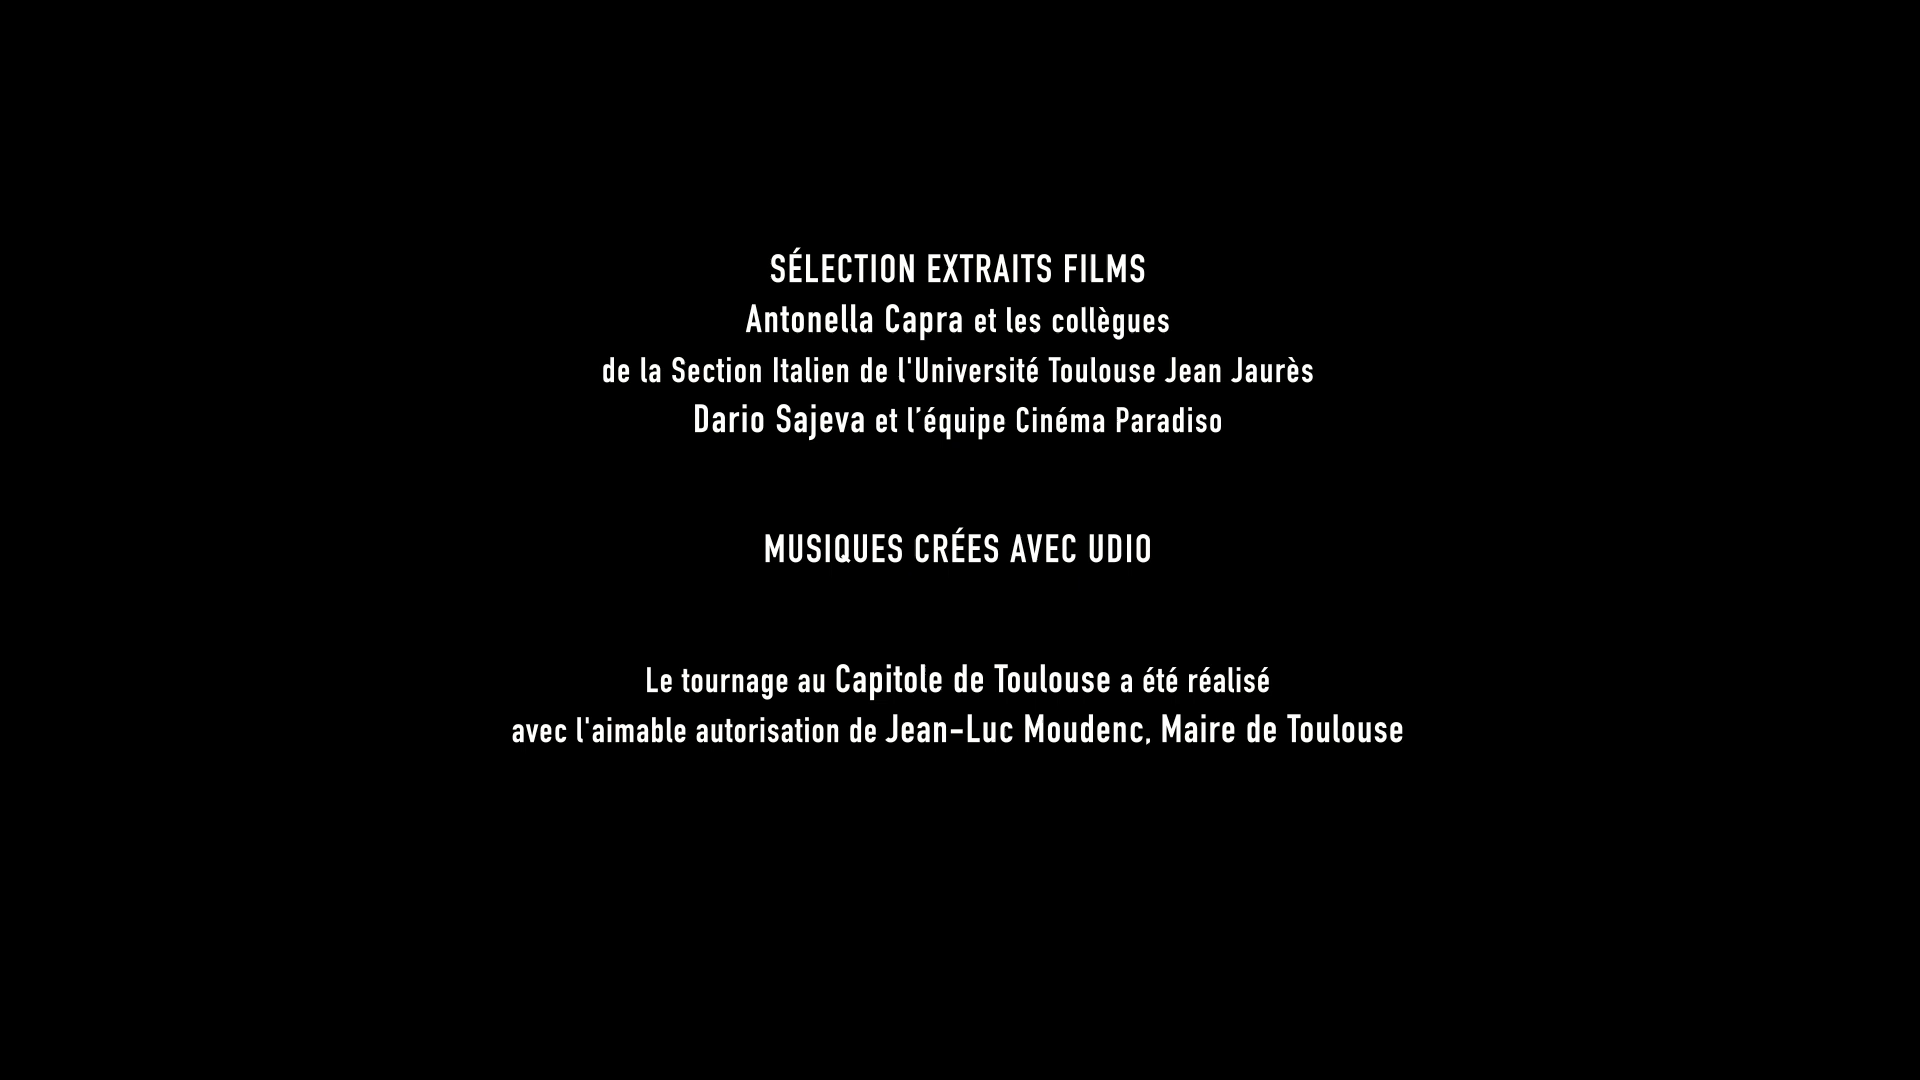 SÉLECTION EXTRAITS FILMS
Antonella Capra et les collègues
de la Section Italien de l'Université Toulouse Jean Jaurès
Dario Sajeva et l’équipe Cinéma Paradiso
MUSIQUES CRÉES AVEC UDIO
Le tournage au Capitole de Toulouse a été réalisé
avec l'aimable autorisation de Jean-Luc Moudenc, Maire de Toulouse